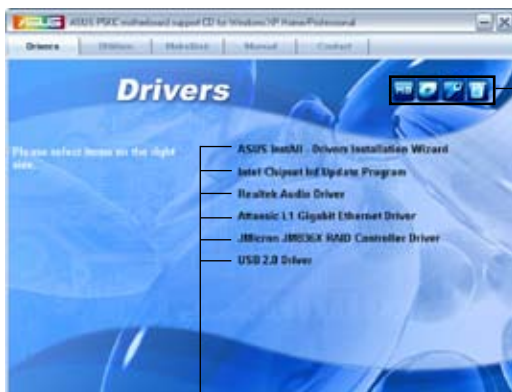 ASUS P5KC motherboard support CD for Windows XP Home/Professional
Drivers Utilities MakeDisk Manual Contact
Drivers
Please select items on the right side.
ASUS InstAll - Drivers Installation Wizard
Intel Chipset Inf Update Program
Realtek Audio Driver
Attansic L1 Gigabit Ethernet Driver
JMicron JMB36X RAID Controller Driver
USB 2.0 Driver